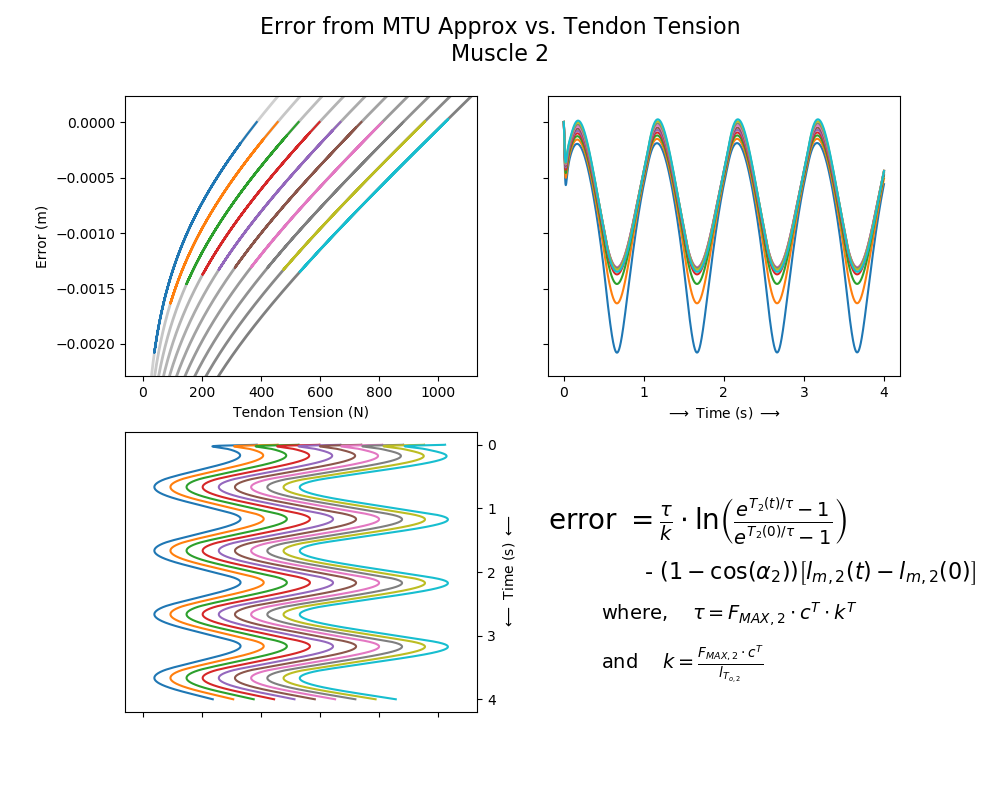 Error from MTU Approx vs. Tendon Tension
Muscle 2
Error (m)
0.0000
−0.0005
−0.0010
−0.0015
−0.0020
0 200 400 600 800 1000
Tendon Tension (N)
0 1 2 3 4
⟶ Time (s) ⟶
0
1
2
3
4
⟵ Time (s) ⟵
error = τ/k · ln((e^{T_2(t)/τ} − 1)/(e^{T_2(0)/τ} − 1))
- (1 − cos(α_2))[l_{m,2}(t) − l_{m,2}(0)]
where, τ = F_{MAX,2} · c^T · k^T
and k = (F_{MAX,2} · c^T)/l_{T_{o,2}}